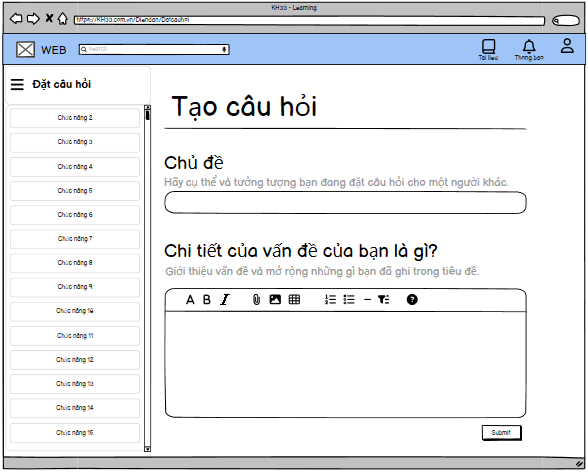 KH33 - Learning
https://KH33.com.vn/Diendan/Datcauhoi
WEB
search
Tài liệu
Thông báo
Đặt câu hỏi
Chức năng 2
Chức năng 3
Chức năng 4
Chức năng 5
Chức năng 6
Chức năng 7
Chức năng 8
Chức năng 9
Chức năng 10
Chức năng 11
Chức năng 12
Chức năng 13
Chức năng 14
Chức năng 15
Tạo câu hỏi
Chủ đề
Hãy cụ thể và tưởng tượng bạn đang đặt câu hỏi cho một người khác.
Chi tiết của vấn đề của bạn là gì?
Giới thiệu vấn đề và mở rộng những gì bạn đã ghi trong tiêu đề.
A B I
Submit